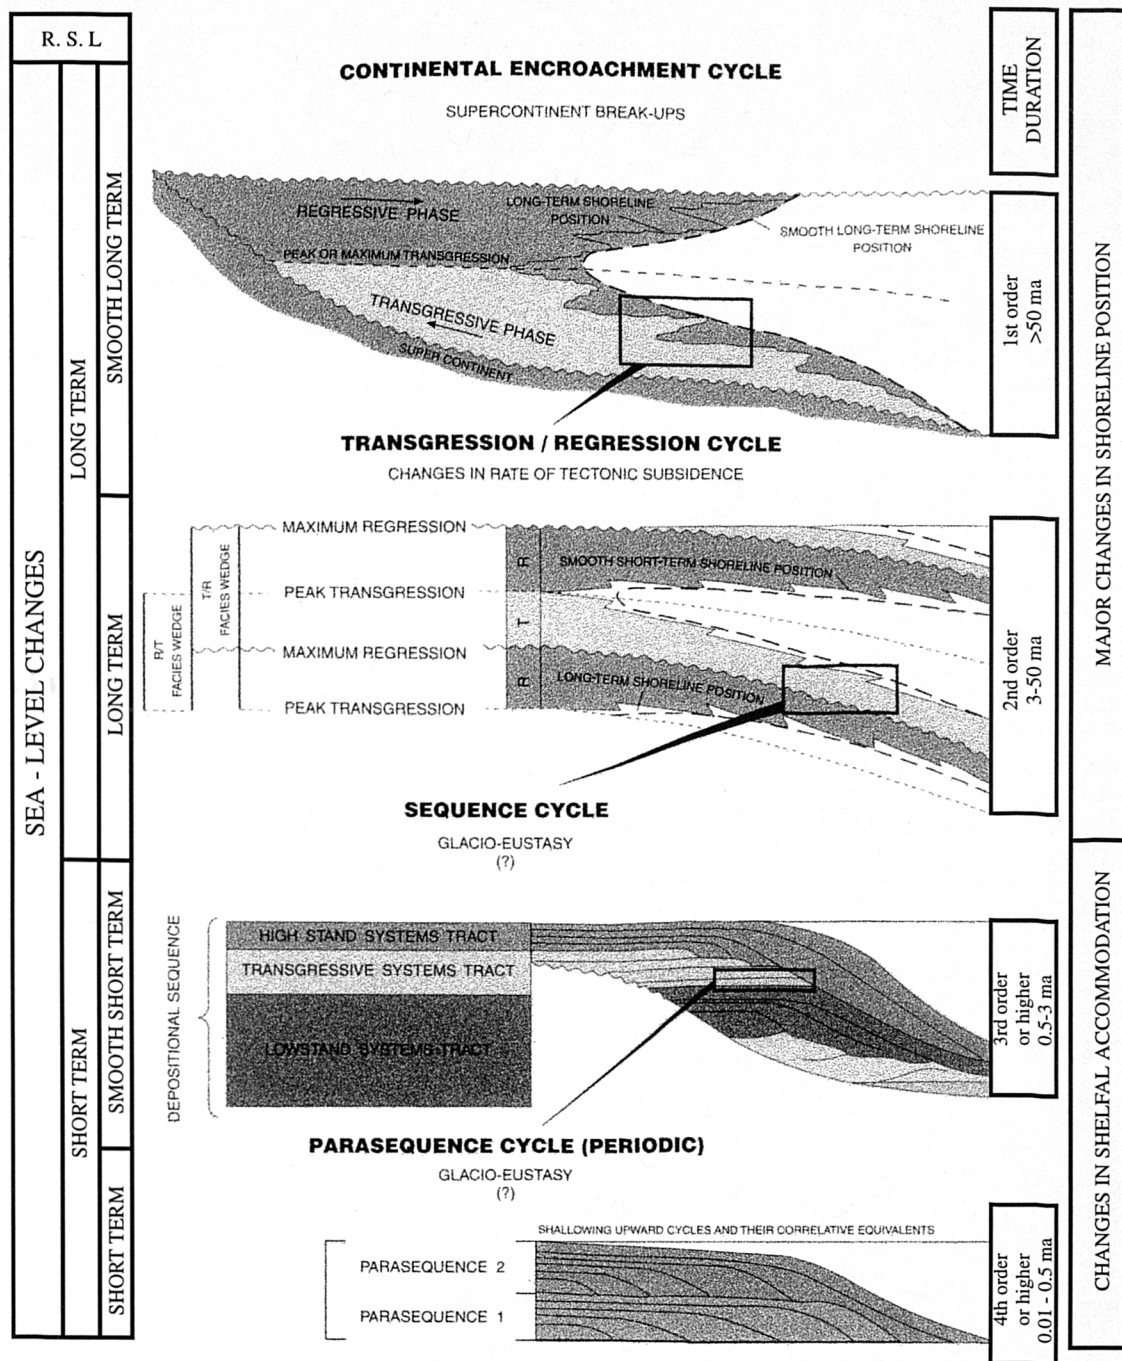 R. S. L
SEA - LEVEL CHANGES
LONG TERM
SHORT TERM
SMOOTH LONG TERM
LONG TERM
SMOOTH SHORT TERM
SHORT TERM
CONTINENTAL ENCROACHMENT CYCLE
SUPERCONTINENT BREAK-UPS
REGRESSIVE PHASE
LONG-TERM SHORELINE
POSITION
SMOOTH LONG-TERM SHORELINE
POSITION
PEAK OR MAXIMUM TRANSGRESSION
TRANSGRESSIVE PHASE
SUPER CONTINENT
TRANSGRESSION / REGRESSION CYCLE
CHANGES IN RATE OF TECTONIC SUBSIDENCE
MAXIMUM REGRESSION
PEAK TRANSGRESSION
MAXIMUM REGRESSION
PEAK TRANSGRESSION
R/T
FACIES WEDGE
T/R
FACIES WEDGE
R
T
R
SMOOTH SHORT-TERM SHORELINE POSITION
LONG-TERM SHORELINE POSITION
SEQUENCE CYCLE
GLACIO-EUSTASY
(?)
DEPOSITIONAL SEQUENCE
HIGH STAND SYSTEMS TRACT
TRANSGRESSIVE SYSTEMS TRACT
LOWSTAND SYSTEMS TRACT
PARASEQUENCE CYCLE (PERIODIC)
GLACIO-EUSTASY
(?)
SHALLOWING UPWARD CYCLES AND THEIR CORRELATIVE EQUIVALENTS
PARASEQUENCE 2
PARASEQUENCE 1
TIME
DURATION
1st order
>50 ma
2nd order
3-50 ma
3rd order
or higher
0.5-3 ma
4th order
or higher
0.01 - 0.5 ma
MAJOR CHANGES IN SHORELINE POSITION
CHANGES IN SHELFAL ACCOMMODATION